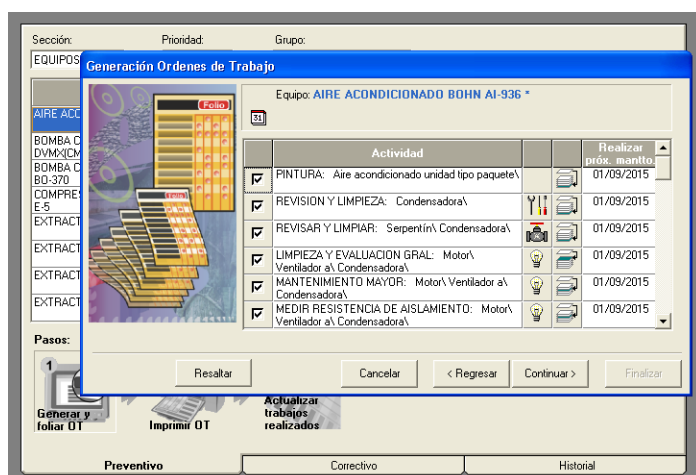 Sección: Prioridad: Grupo:
EQUIPOS
Generación Ordenes de Trabajo
Folio
Equipo: AIRE ACONDICIONADO BOHN AI-936 *
31
Actividad
Realizar
próx. mantto.
PINTURA: Aire acondicionado unidad tipo paquete\ 01/09/2015
REVISION Y LIMPIEZA: Condensadora\ 01/09/2015
REVISAR Y LIMPIAR: Serpentín\ Condensadora\ 01/09/2015
LIMPIEZA Y EVALUACION GRAL: Motor\
Ventilador a\ Condensadora\ 01/09/2015
MANTENIMIENTO MAYOR: Motor\ Ventilador a\
Condensadora\ 01/09/2015
MEDIR RESISTENCIA DE AISLAMIENTO: Motor\
Ventilador a\ Condensadora\ 01/09/2015
AIRE ACC
BOMBA C
DVMX(CM
BOMBA C
BO-370
COMPRES
E-5
EXTRACT
EXTRACT
EXTRACT
EXTRACT
Resaltar Cancelar < Regresar Continuar > Finalizar
Pasos:
1
Generar y
foliar OT
Imprimir OT
Actualizar
trabajos
realizados
Preventivo Correctivo Historial